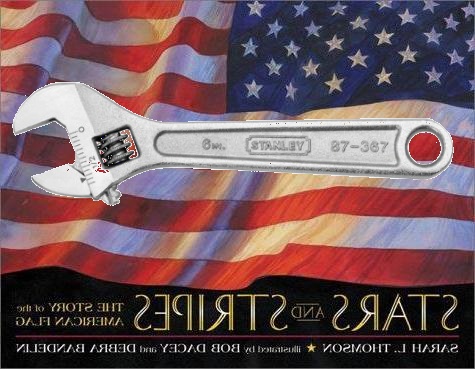 6 IN. STANLEY 87-367
STARS AND STRIPES THE STORY of the
AMERICAN FLAG
SARAH L. THOMSON ★ illustrated by BOB DACEY and DEBRA BANDELIN